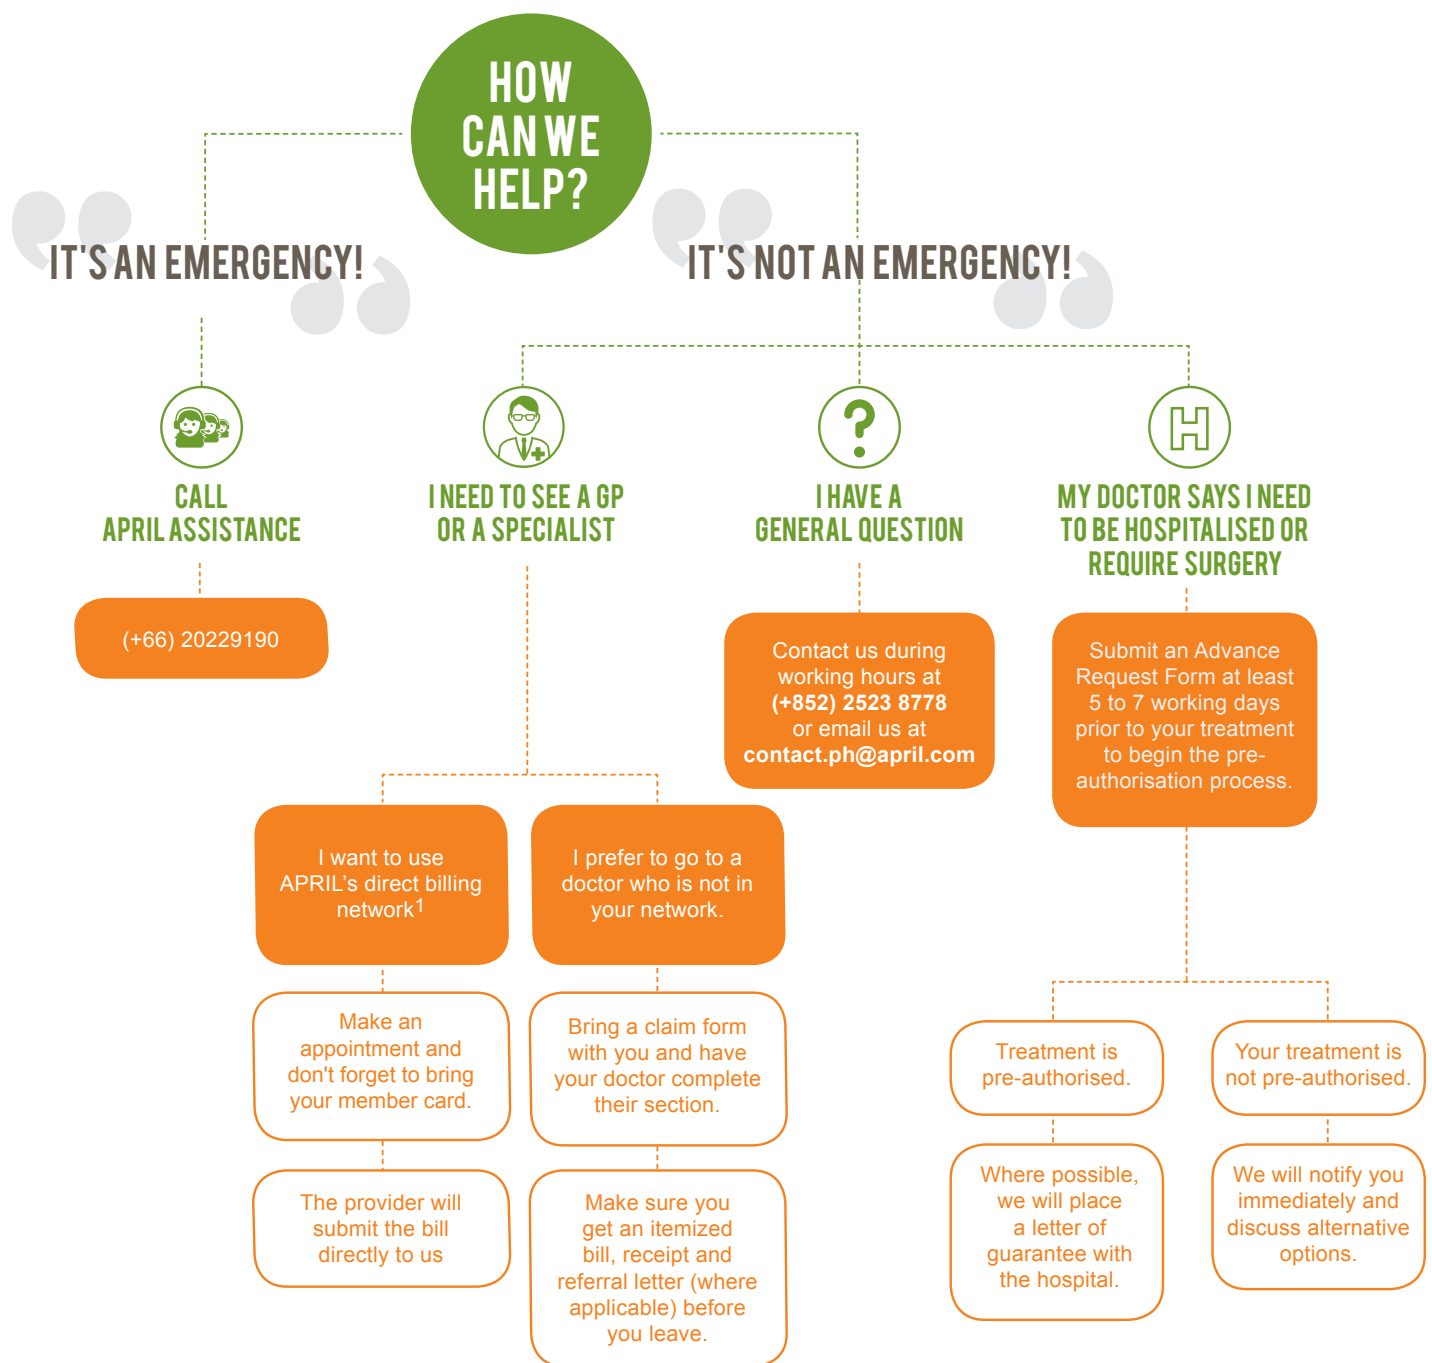 HOW
CAN WE
HELP?
IT'S AN EMERGENCY!
IT'S NOT AN EMERGENCY!
CALL
APRIL ASSISTANCE
(+66) 20229190
I NEED TO SEE A GP
OR A SPECIALIST
I HAVE A
GENERAL QUESTION
Contact us during
working hours at
(+852) 2523 8778
or email us at
contact.ph@april.com
MY DOCTOR SAYS I NEED
TO BE HOSPITALISED OR
REQUIRE SURGERY
Submit an Advance
Request Form at least
5 to 7 working days
prior to your treatment
to begin the pre-
authorisation process.
I want to use
APRIL's direct billing
network1
Make an
appointment and
don't forget to bring
your member card.
The provider will
submit the bill
directly to us
I prefer to go to a
doctor who is not in
your network.
Bring a claim form
with you and have
your doctor complete
their section.
Make sure you
get an itemized
bill, receipt and
referral letter (where
applicable) before
you leave.
Treatment is
pre-authorised.
Where possible,
we will place
a letter of
guarantee with
the hospital.
Your treatment is
not pre-authorised.
We will notify you
immediately and
discuss alternative
options.